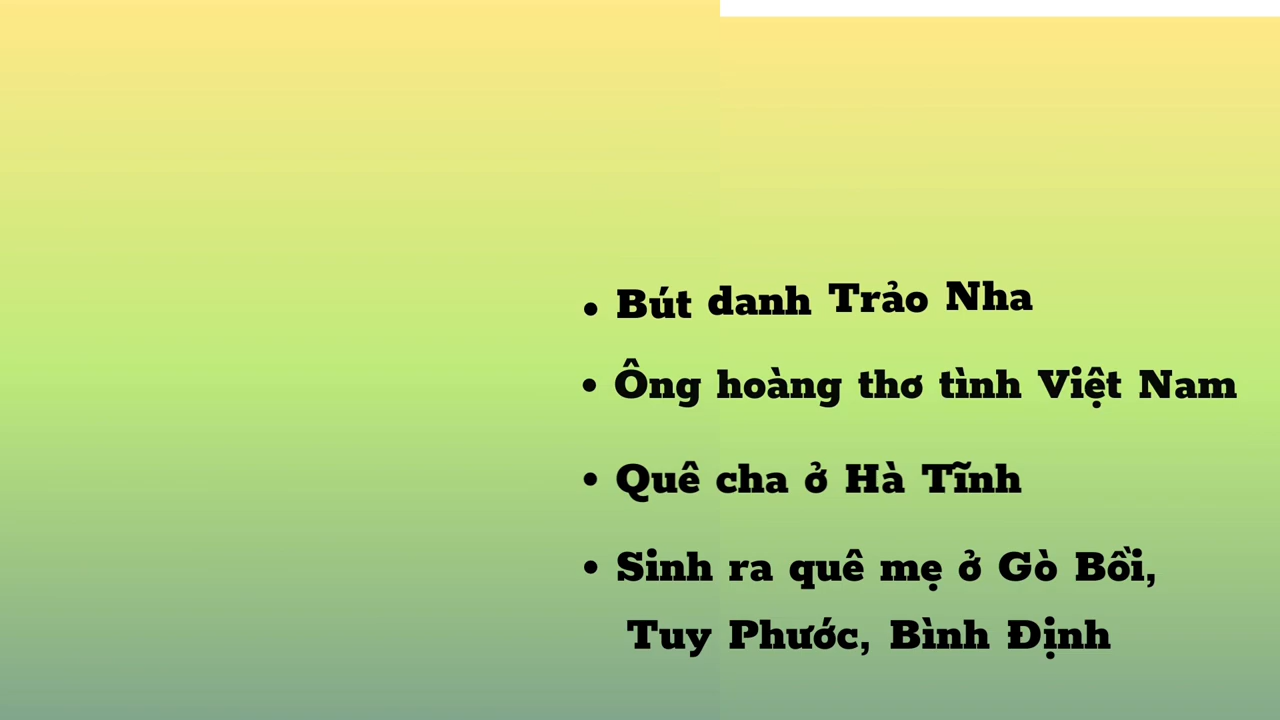 • Bút danh Trảo Nha
• Ông hoàng thơ tình Việt Nam
• Quê cha ở Hà Tĩnh
• Sinh ra quê mẹ ở Gò Bồi,
Tuy Phước, Bình Định